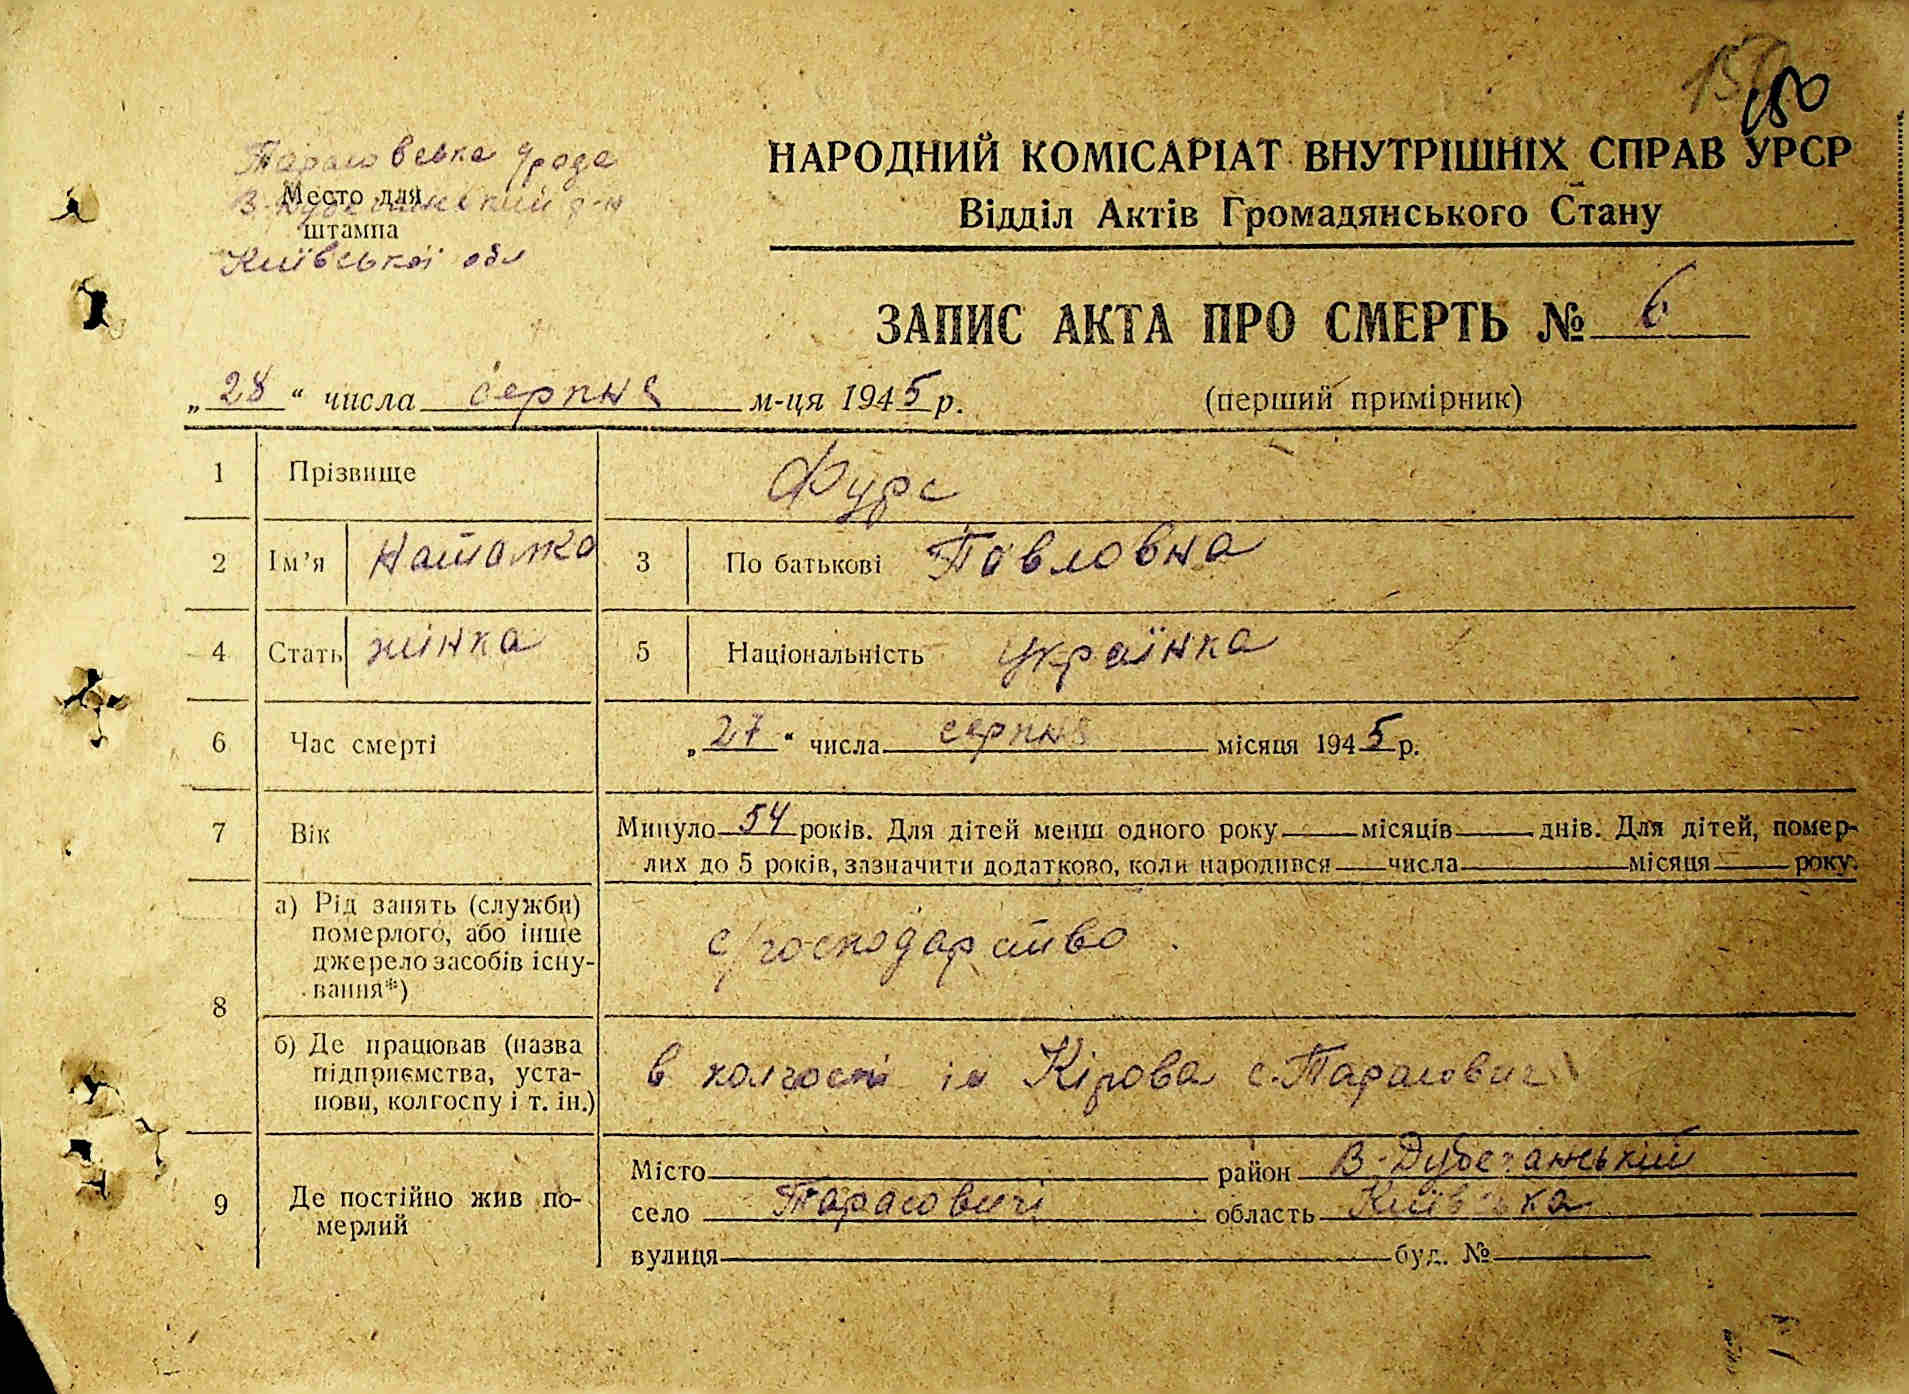 150
НАРОДНИЙ КОМІСАРІАТ ВНУТРІШНІХ СПРАВ УРСР
Відділ Актів Громадянського Стану
Тарасовська
Место для
штампа
Київської обл
ЗАПИС АКТА ПРО СМЕРТЬ № 6
„28“ числа серпня м-ця 1945 р. (перший примірник)
1 Прізвище Фурс
2 Ім’я Наталка 3 По батькові Павловна
4 Стать жінка 5 Національність українка
6 Час смерті „27“ числа серпня місяця 1945 р.
7 Вік Минуло 54 років. Для дітей менш одного року місяців днів. Для дітей, помер-
лих до 5 років, зазначити додатково, коли народився числа місяця року.
8 а) Рід занять (служби)
померлого, або інше
джерело засобів існу-
вання*)
с/господарство
б) Де працював (назва
підприємства, уста-
нови, колгоспу і т. ін.)
в колгоспі ім Кірова с. Тарасовичі
9 Де постійно жив по-
мерлий
Місто район В-Дубечанський
село Тарасовичі область Київська
вулиця буд. №